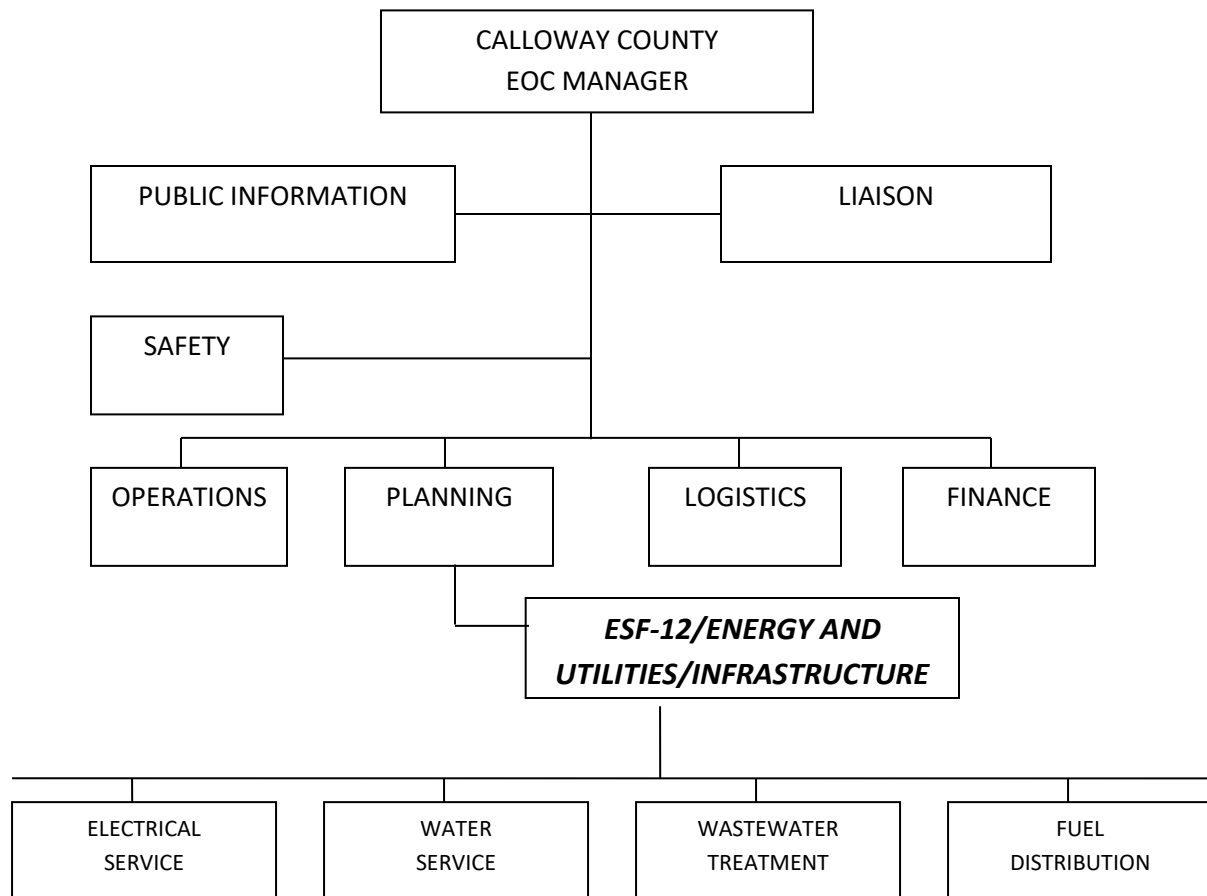 CALLOWAY COUNTY
EOC MANAGER
PUBLIC INFORMATION
LIAISON
SAFETY
OPERATIONS
PLANNING
LOGISTICS
FINANCE
ESF-12/ENERGY AND
UTILITIES/INFRASTRUCTURE
ELECTRICAL
SERVICE
WATER
SERVICE
WASTEWATER
TREATMENT
FUEL
DISTRIBUTION